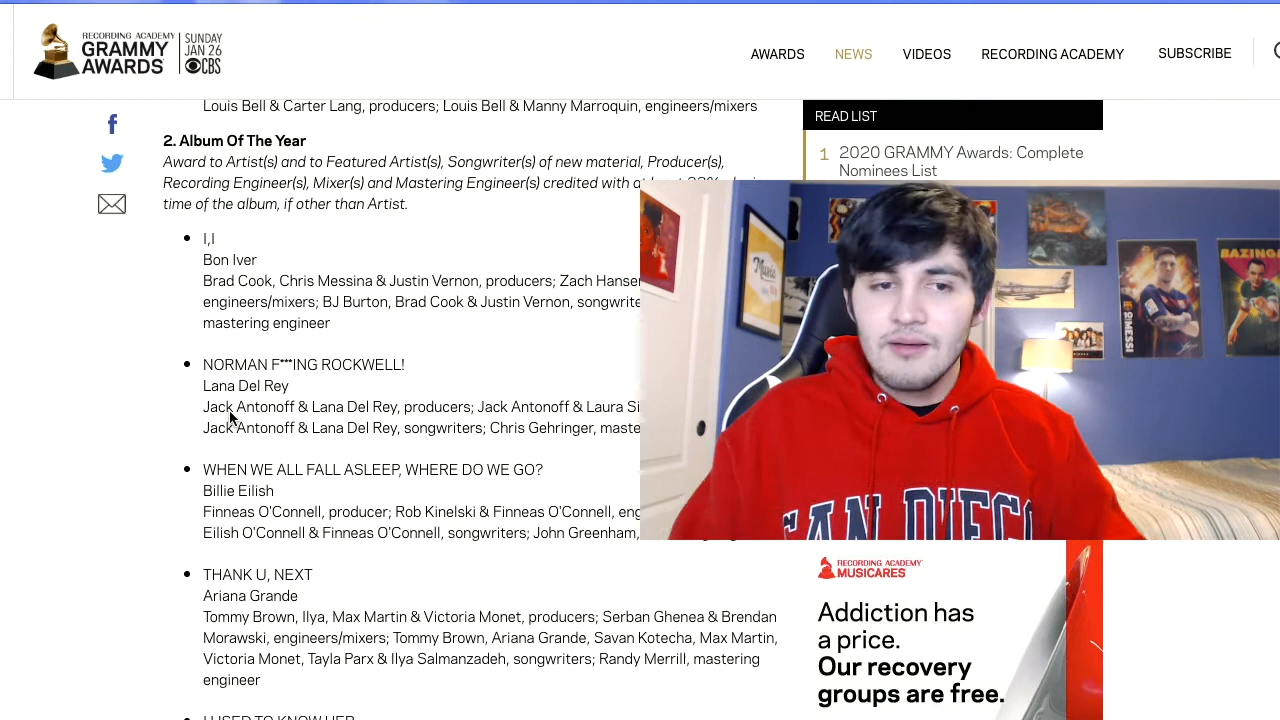 RECORDING ACADEMY
GRAMMY
AWARDS
SUNDAY
JAN 26
CBS
AWARDS
NEWS
VIDEOS
RECORDING ACADEMY
SUBSCRIBE
Louis Bell & Carter Lang, producers; Louis Bell & Manny Marroquin, engineers/mixers
2. Album Of The Year
Award to Artist(s) and to Featured Artist(s), Songwriter(s) of new material, Producer(s),
Recording Engineer(s), Mixer(s) and Mastering Engineer(s) credited with
time of the album, if other than Artist.
I,I
Bon Iver
Brad Cook, Chris Messina & Justin Vernon, producers; Zach
engineers/mixers; BJ Burton, Brad Cook & Justin Vernon,
mastering engineer
NORMAN F***ING ROCKWELL!
Lana Del Rey
Jack Antonoff & Lana Del Rey, producers; Jack Antonoff & Laura
Jack Antonoff & Lana Del Rey, songwriters; Chris Gehringer,
WHEN WE ALL FALL ASLEEP, WHERE DO WE GO?
Billie Eilish
Finneas O'Connell, producer; Rob Kinelski & Finneas O'Connell,
Eilish O'Connell & Finneas O'Connell, songwriters; John Greenham,
THANK U, NEXT
Ariana Grande
Tommy Brown, Ilya, Max Martin & Victoria Monet, producers; Serban Ghenea & Brendan
Morawski, engineers/mixers; Tommy Brown, Ariana Grande, Savan Kotecha, Max Martin,
Victoria Monet, Tayla Parx & Ilya Salmanzadeh, songwriters; Randy Merrill, mastering
engineer
I USED TO KNOW HER
READ LIST
1 2020 GRAMMY Awards: Complete
Nominees List
10 MESSI
BAZINGA
SAN DIEGO
RECORDING ACADEMY
MUSICARES
Addiction has
a price.
Our recovery
groups are free.